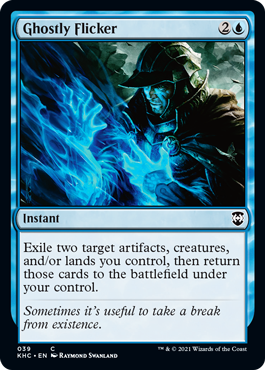 Ghostly Flicker 2
Instant
Exile two target artifacts, creatures,
and/or lands you control, then return
those cards to the battlefield under
your control.
Sometimes it's useful to take a break
from existence.
039 C
KHC • EN RAYMOND SWANLAND ™ & © 2021 Wizards of the Coast